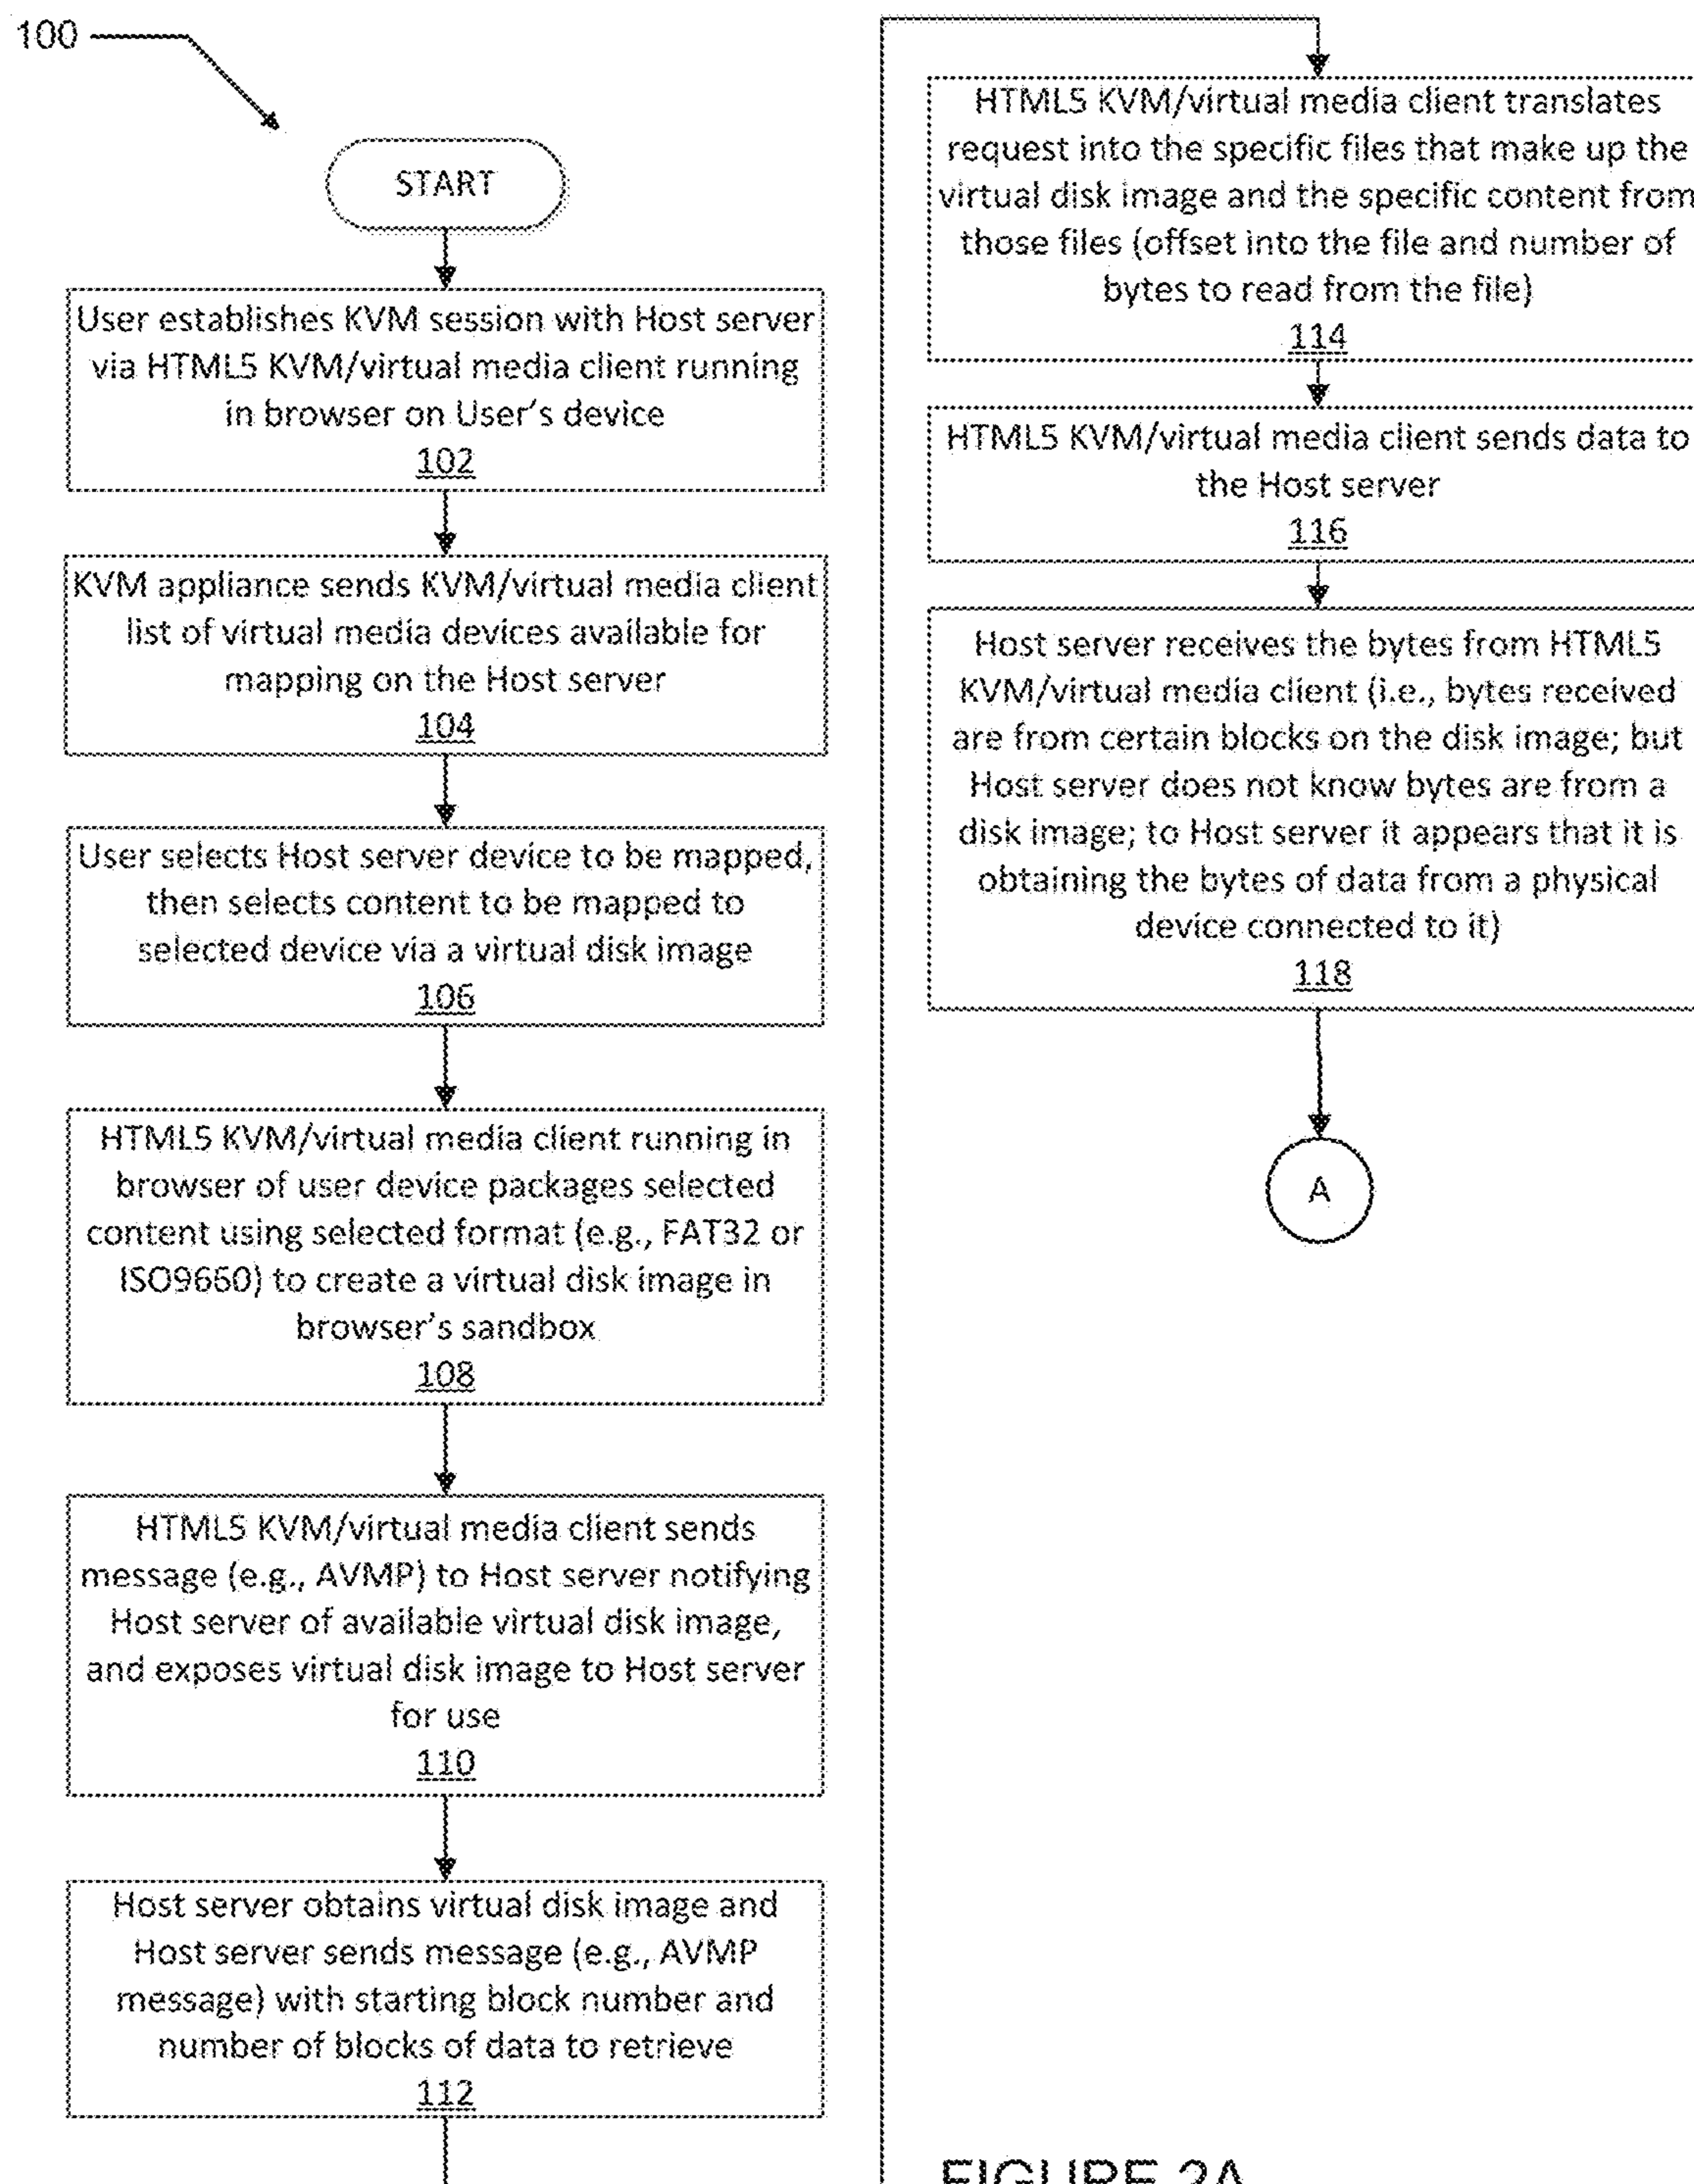 100
START
User establishes KVM session with Host server
via HTML5 KVM/virtual media client running
in browser on User's device
102
KVM appliance sends KVM/virtual media client
list of virtual media devices available for
mapping on the Host server
104
User selects Host server device to be mapped,
then selects content to be mapped to
selected device via a virtual disk image
106
HTML5 KVM/virtual media client running in
browser of user device packages selected
content using selected format (e.g., FAT32 or
ISO9660) to create a virtual disk image in
browser's sandbox
108
HTML5 KVM/virtual media client sends
message (e.g., AVMP) to Host server notifying
Host server of available virtual disk image,
and exposes virtual disk image to Host server
for use
110
Host server obtains virtual disk image and
Host server sends message (e.g., AVMP
message) with starting block number and
number of blocks of data to retrieve
112
HTML5 KVM/virtual media client translates
request into the specific files that make up the
virtual disk image and the specific content from
those files (offset into the file and number of
bytes to read from the file)
114
HTML5 KVM/virtual media client sends data to
the Host server
116
Host server receives the bytes from HTML5
KVM/virtual media client (i.e., bytes received
are from certain blocks on the disk image; but
Host server does not know bytes are from a
disk image; to Host server it appears that it is
obtaining the bytes of data from a physical
device connected to it)
118
A
FIGURE 2A